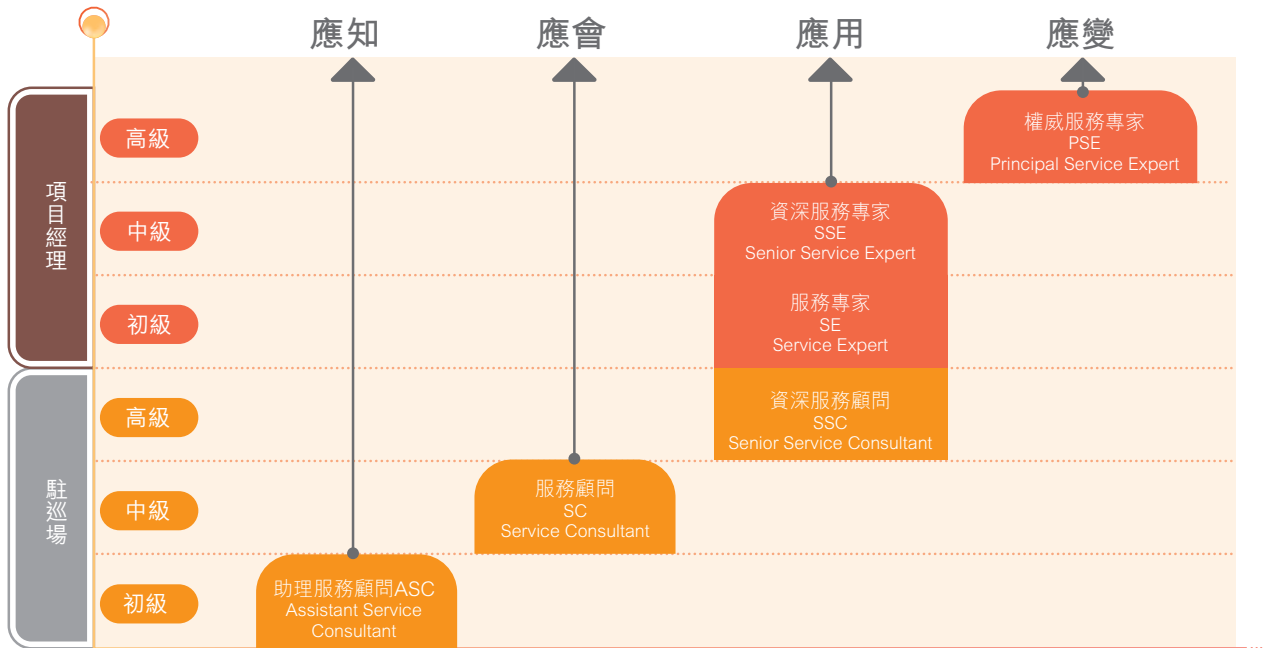 應知
應會
應用
應變
項目經理
高級
權威服務專家
PSE
Principal Service Expert
中級
資深服務專家
SSE
Senior Service Expert
初級
服務專家
SE
Service Expert
駐巡場
高級
資深服務顧問
SSC
Senior Service Consultant
中級
服務顧問
SC
Service Consultant
初級
助理服務顧問ASC
Assistant Service
Consultant